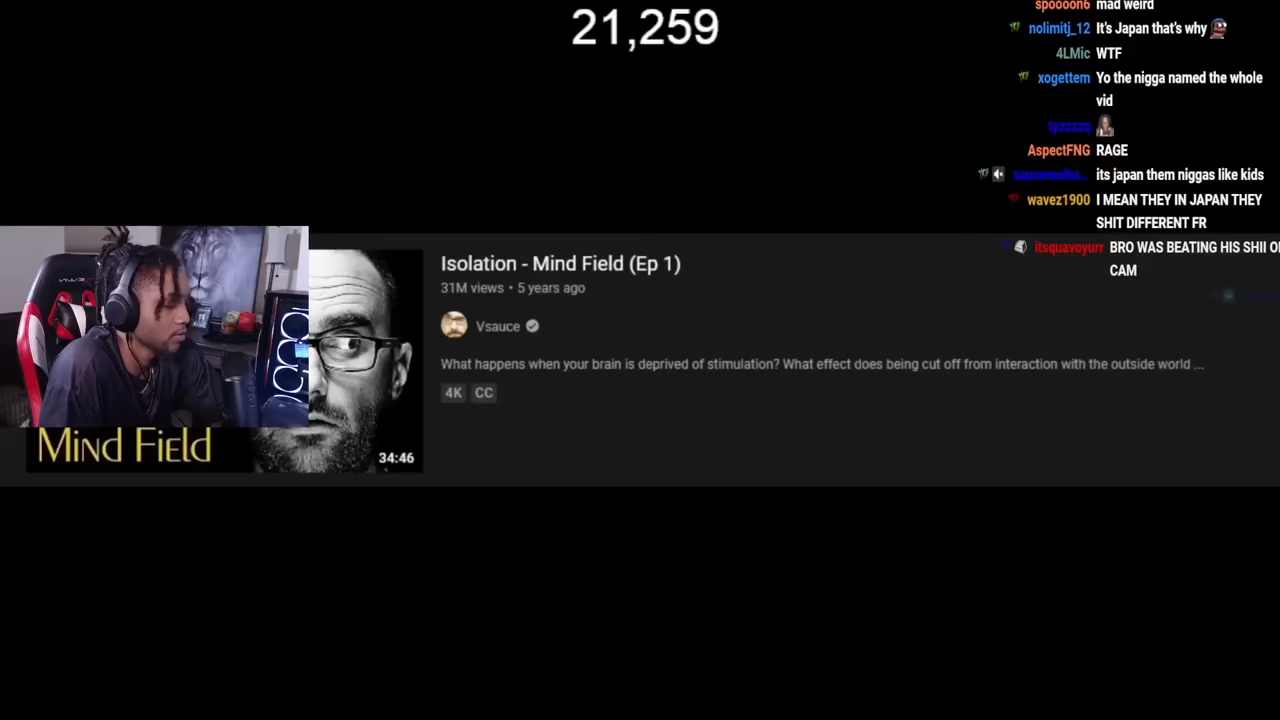 21,259
spoooon6 mad weird
nolimitj_12 It's Japan that's why
4LMic WTF
xogettem Yo the nigga named the whole
vid
tyzzzzq
AspectFNG RAGE
its japan them niggas like kids
wavez1900 I MEAN THEY IN JAPAN THEY
SHIT DIFFERENT FR
itsquavoyurr BRO WAS BEATING HIS SHII
CAM
Isolation - Mind Field (Ep 1)
31M views • 5 years ago
Vsauce
What happens when your brain is deprived of stimulation? What effect does being cut off from interaction with the outside world ...
4K CC
MIND FIELD
34:46